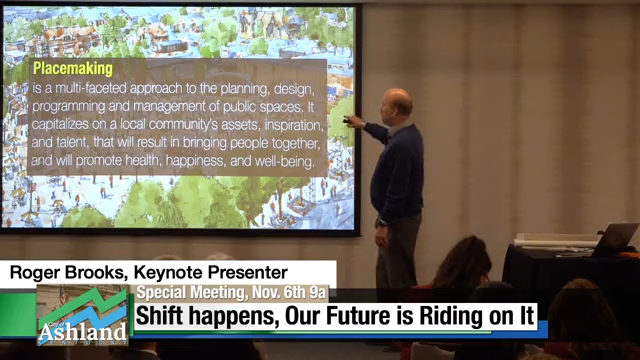 Placemaking
is a multi-faceted approach to the planning, design,
programming and management of public spaces. It
capitalizes on a local community's assets, inspiration,
and talent, that will result in bringing people together,
and will promote health, happiness, and well-being.
Roger Brooks, Keynote Presenter
Special Meeting, Nov. 6th 9a
Shift happens, Our Future is Riding on It
Ashland